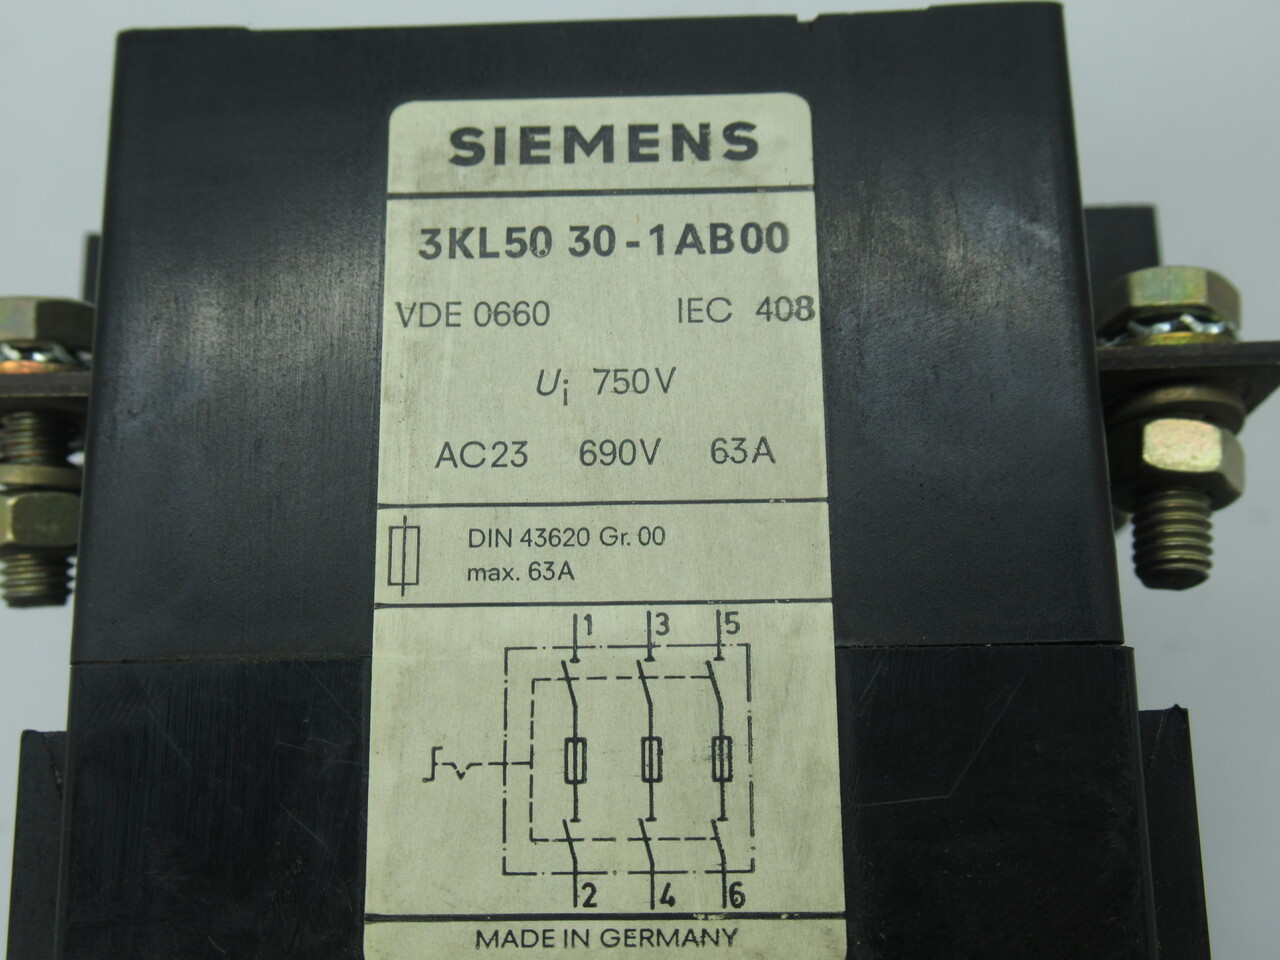 SIEMENS
3KL50 30-1AB00
VDE 0660 IEC 408
Ui 750V
AC23 690V 63A
DIN 43620 Gr. 00
max. 63A
1 3 5
2 4 6
MADE IN GERMANY